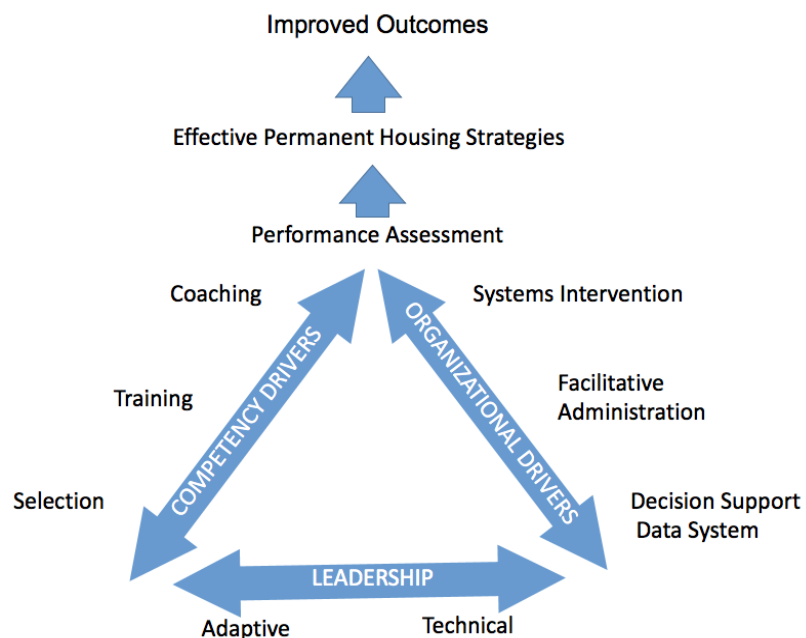 Improved Outcomes
Effective Permanent Housing Strategies
Performance Assessment
Coaching
Systems Intervention
COMPETENCY DRIVERS
ORGANIZATIONAL DRIVERS
Training
Facilitative
Administration
Selection
Decision Support
Data System
LEADERSHIP
Adaptive
Technical